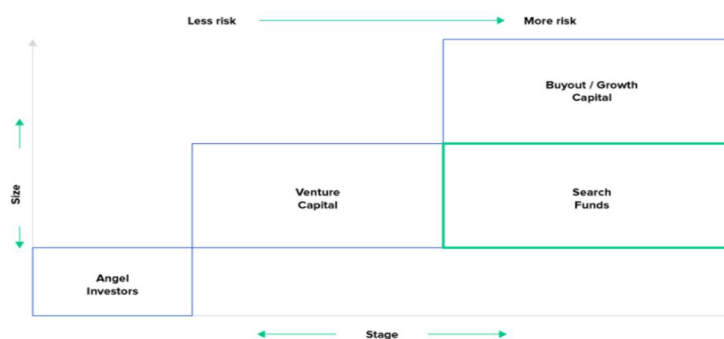 Less risk
More risk
Buyout / Growth
Capital
Size
Venture
Capital
Search
Funds
Angel
Investors
Stage